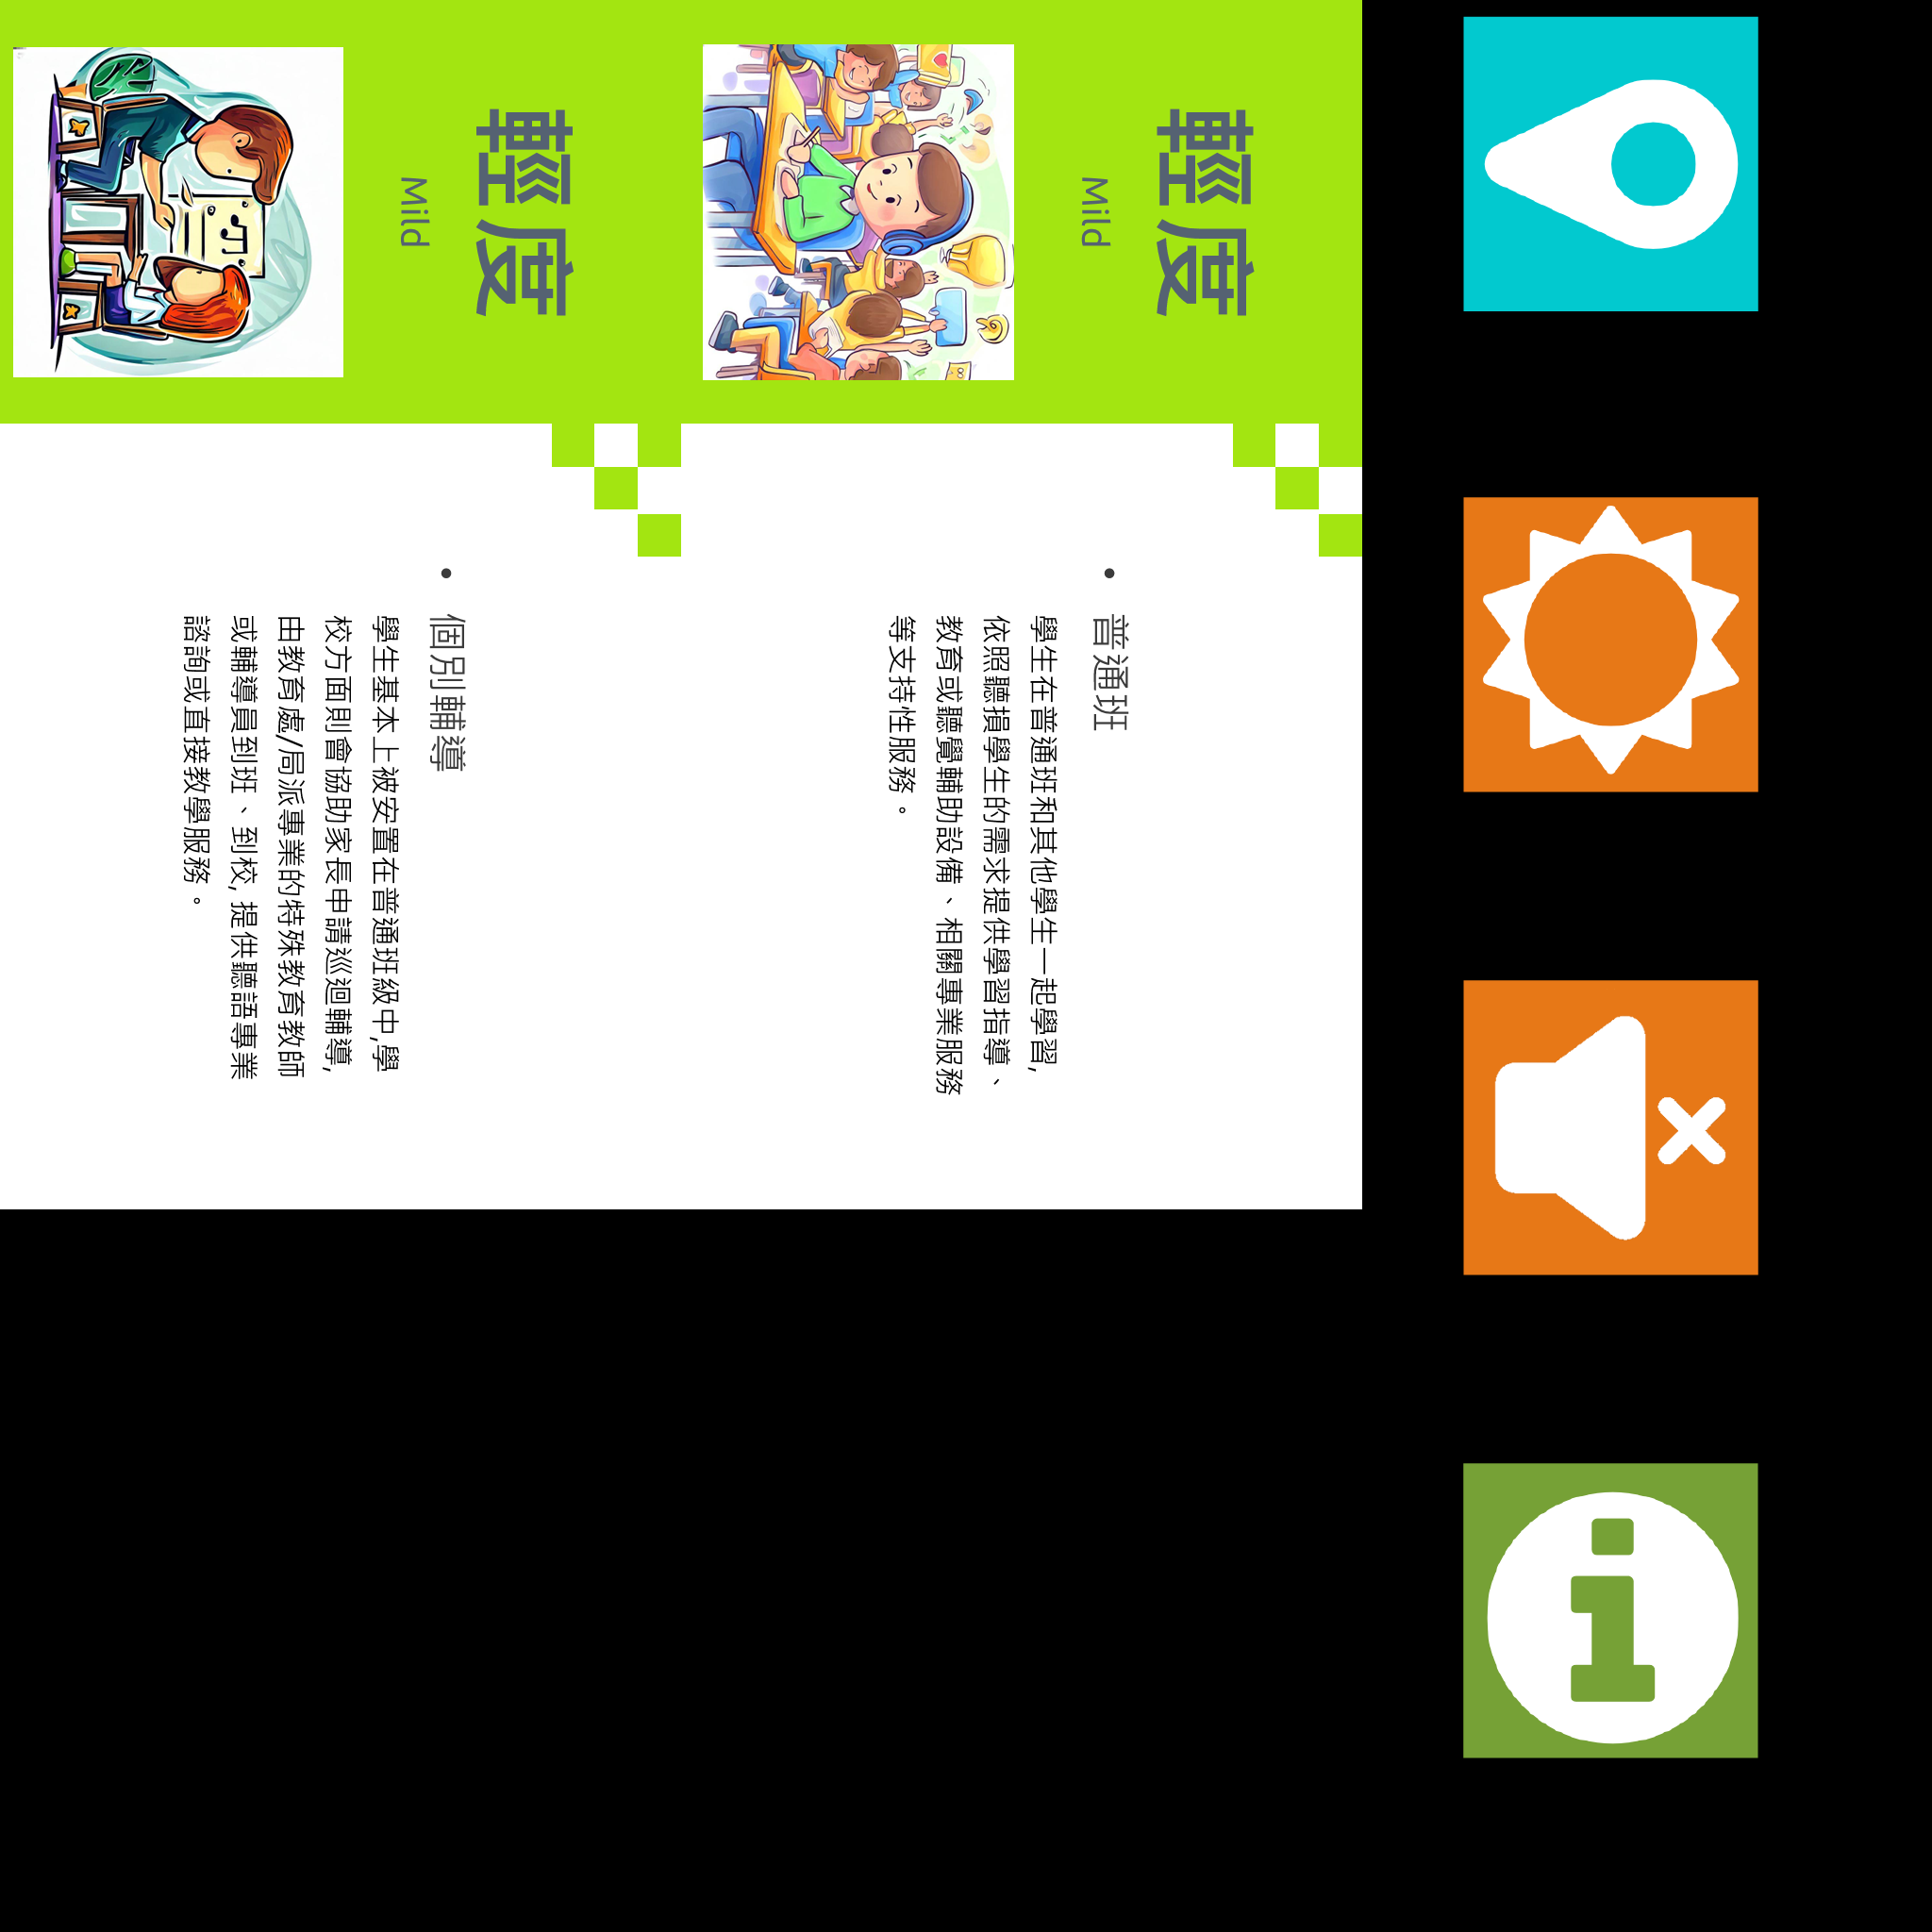 輕度
Mild
• 普通班
學生在普通班和其他學生一起學習,
依照聽損學生的需求提供學習指導、
教育或聽覺輔助設備、相關專業服務
等支持性服務。
輕度
Mild
• 個別輔導
學生基本上被安置在普通班級中,學
校方面則會協助家長申請巡迴輔導,
由教育處/局派專業的特殊教育教師
或輔導員到班、到校,提供聽語專業
諮詢或直接教學服務。
i